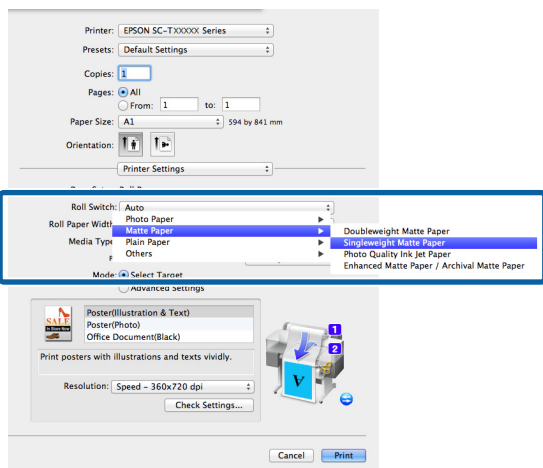 Printer: EPSON SC-TXXXXX Series
Presets: Default Settings
Copies: 1
Pages: All
From: 1 to: 1
Paper Size: A1 594 by 841 mm
Orientation:
Printer Settings
Roll Switch: Auto
Roll Paper Width
Photo Paper
Matte Paper
Doubleweight Matte Paper
Media Type
Plain Paper
Singleweight Matte Paper
Others
Photo Quality Ink Jet Paper
Enhanced Matte Paper / Archival Matte Paper
Mode: Select Target
Advanced Settings
SALE
Poster(Illustration & Text)
Poster(Photo)
Office Document(Black)
Print posters with illustrations and texts vividly.
1
2
A
Resolution: Speed - 360x720 dpi
Check Settings...
Cancel Print